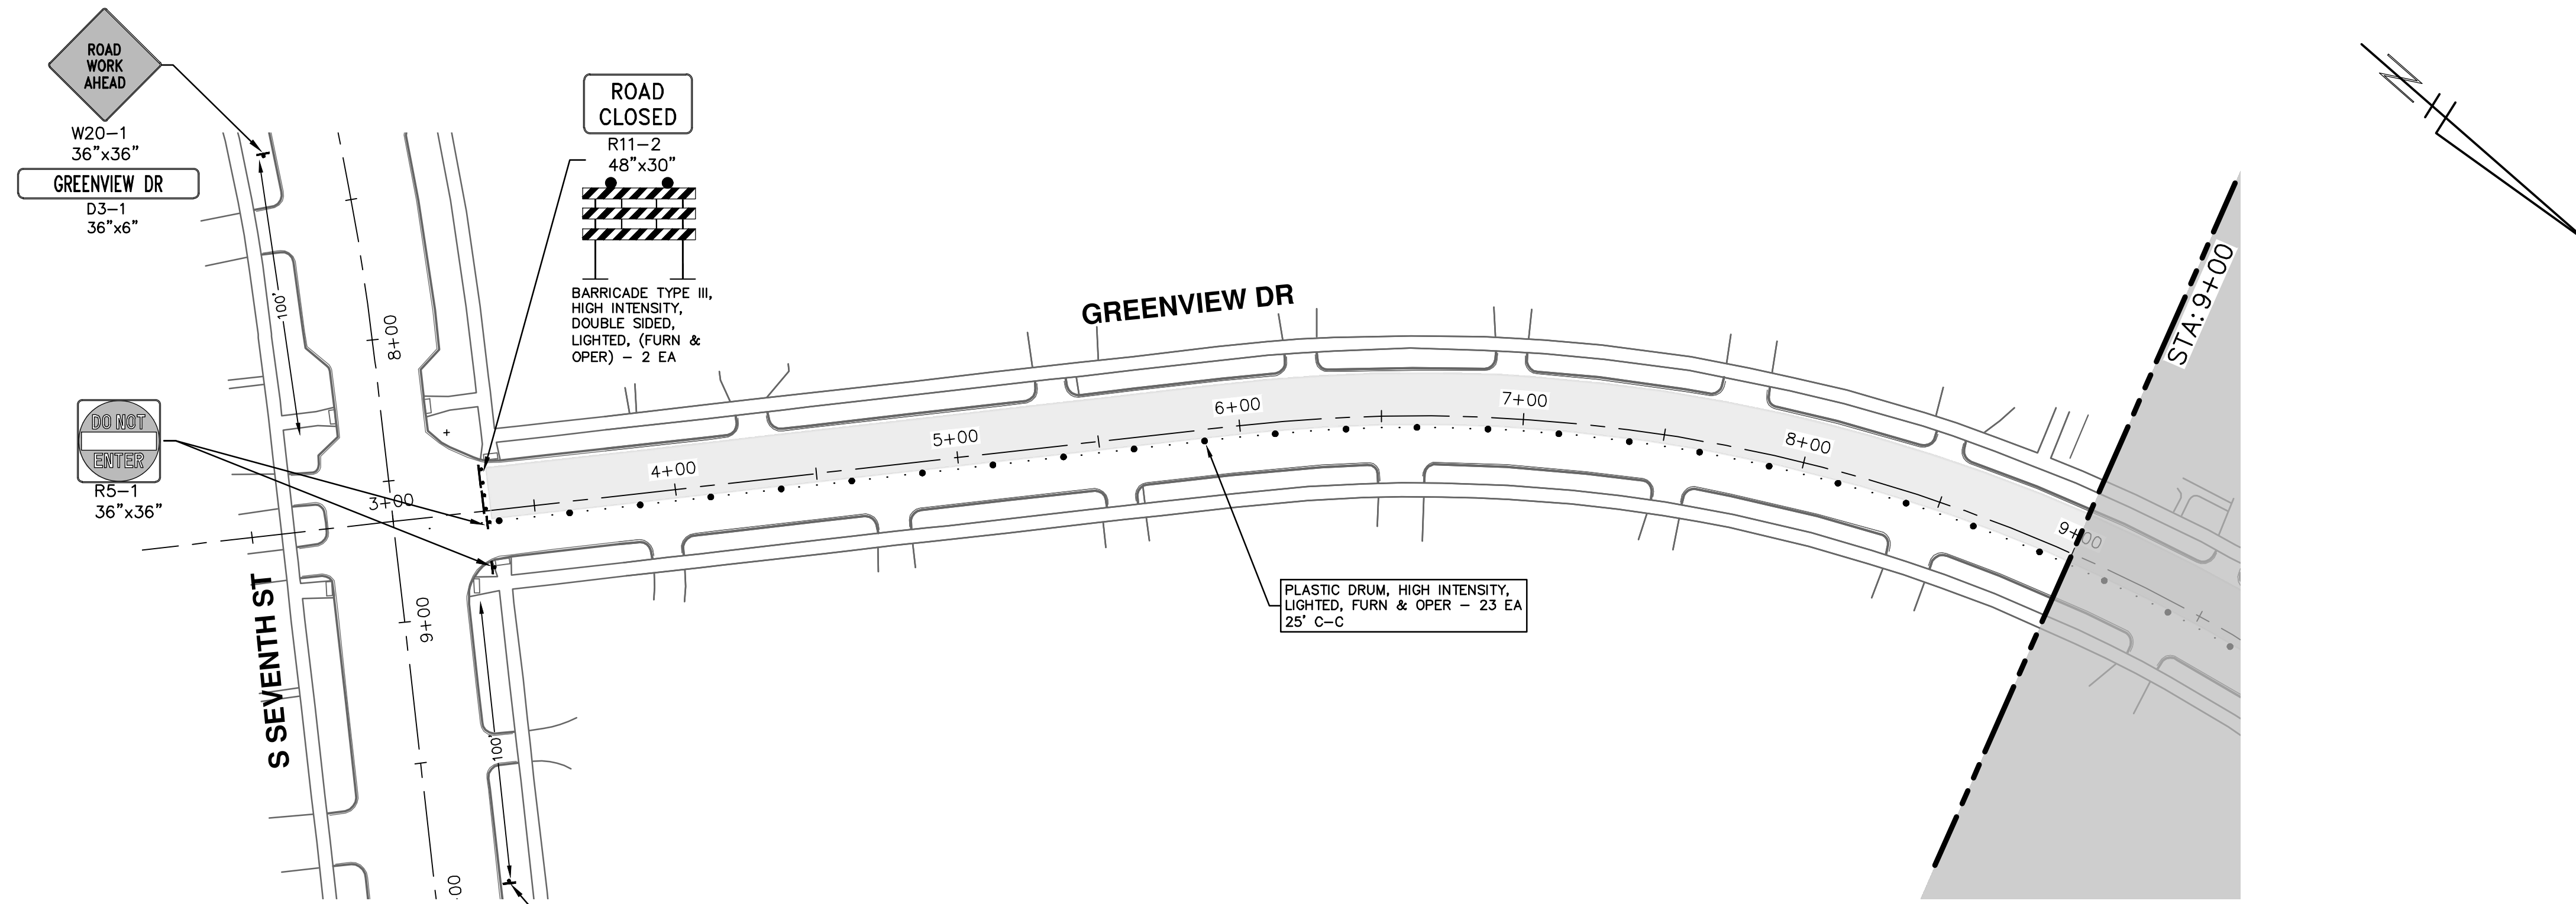 ROAD
WORK
AHEAD
W20-1
36"x36"
GREENVIEW DR
D3-1
36"x6"
ROAD
CLOSED
R11-2
48"x30"
BARRICADE TYPE III,
HIGH INTENSITY,
DOUBLE SIDED,
LIGHTED, (FURN &
OPER) – 2 EA
100'
8+00
DO NOT
ENTER
R5-1
36"x36"
3+00
4+00
5+00
6+00
7+00
8+00
9+00
GREENVIEW DR
STA: 9+00
N
PLASTIC DRUM, HIGH INTENSITY,
LIGHTED, FURN & OPER – 23 EA
25' C-C
9+00
S SEVENTH ST
100'